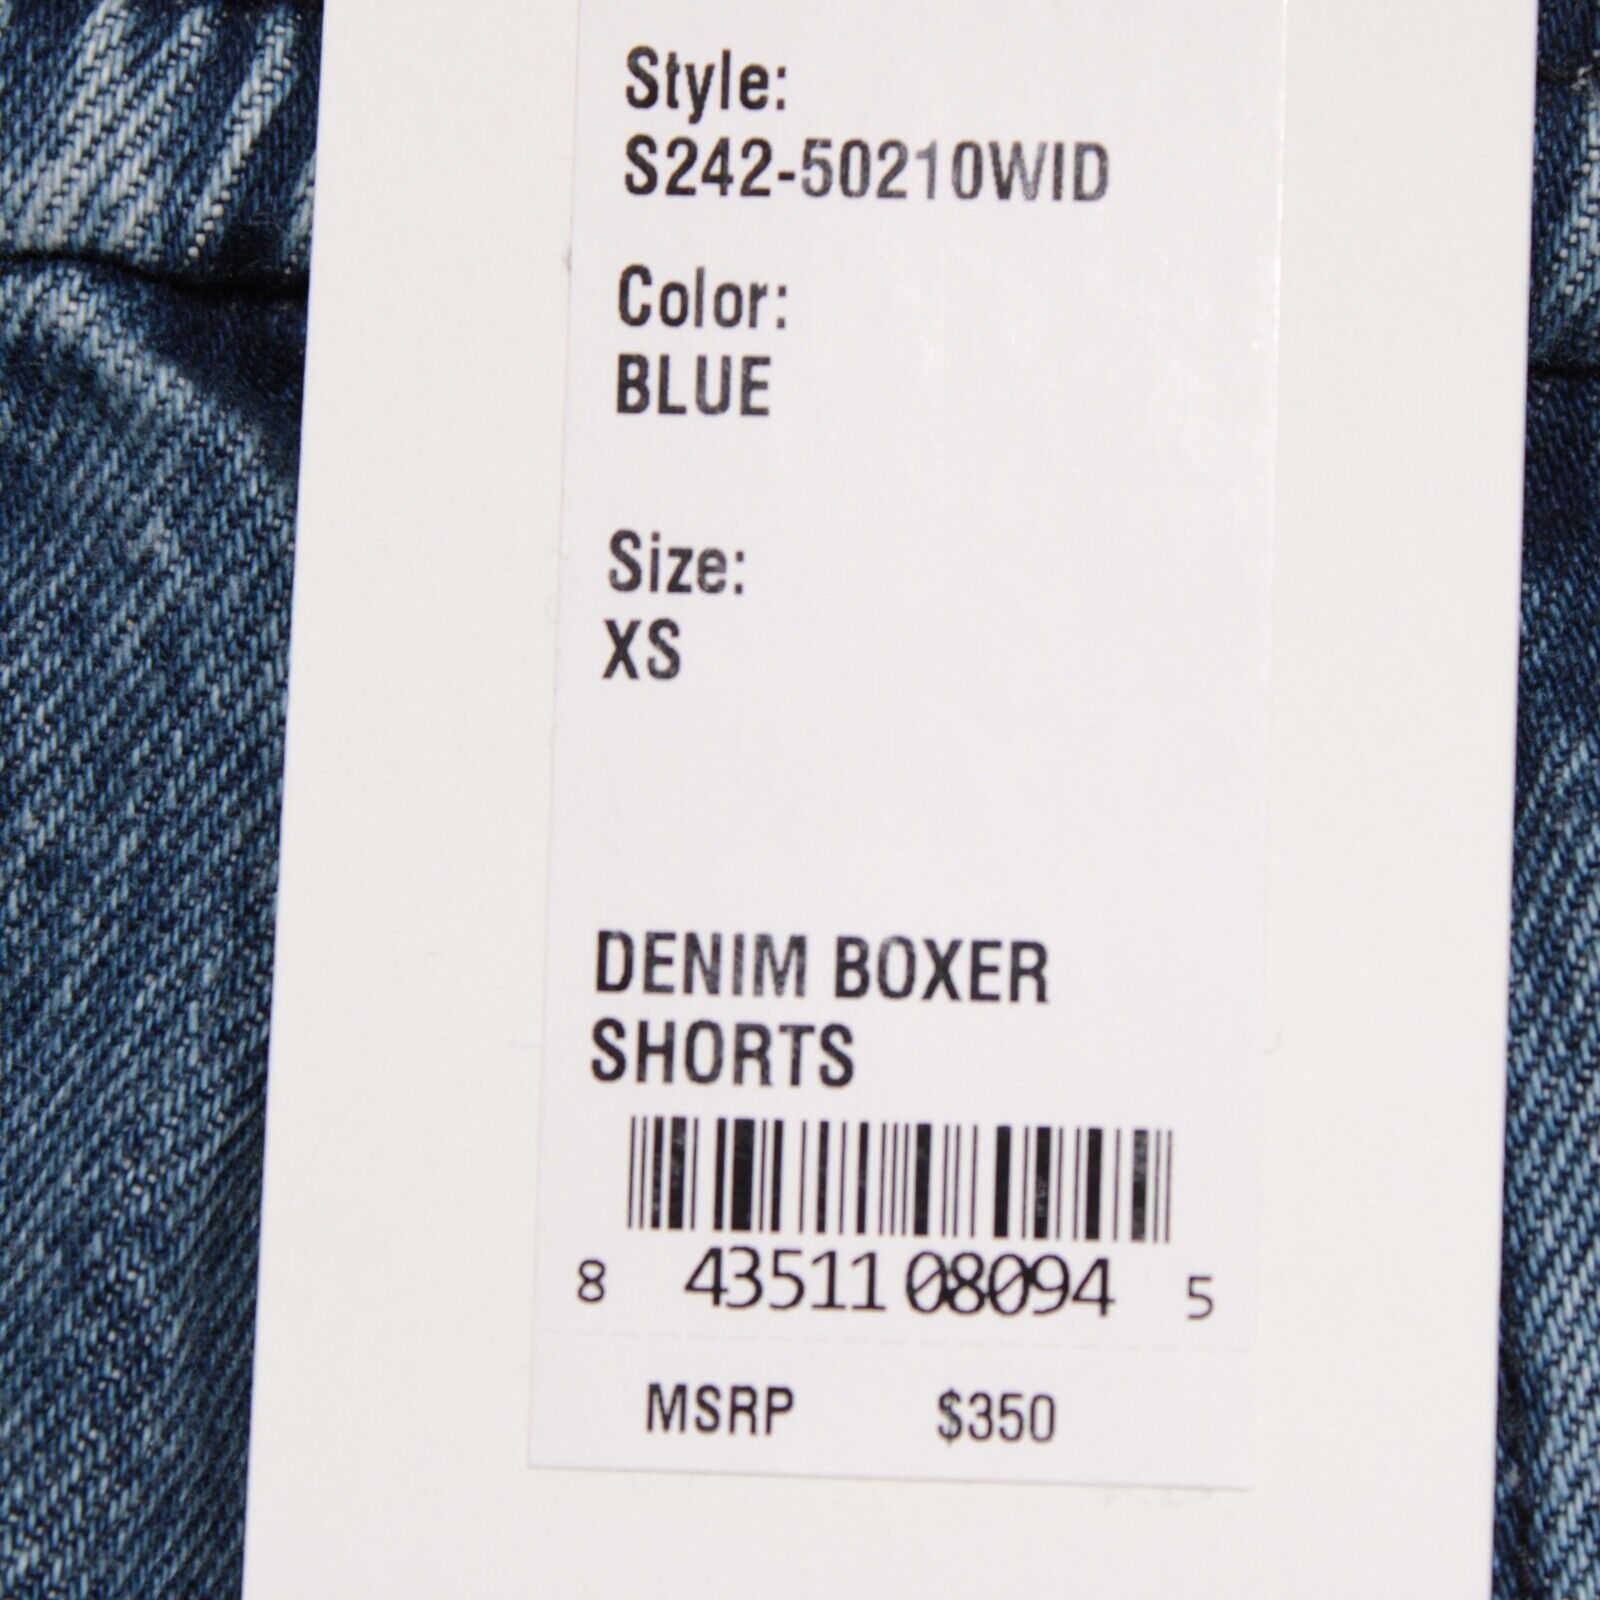 Style:
S242-50210WID
Color:
BLUE
Size:
XS
DENIM BOXER
SHORTS
8 43511 08094 5
MSRP $350